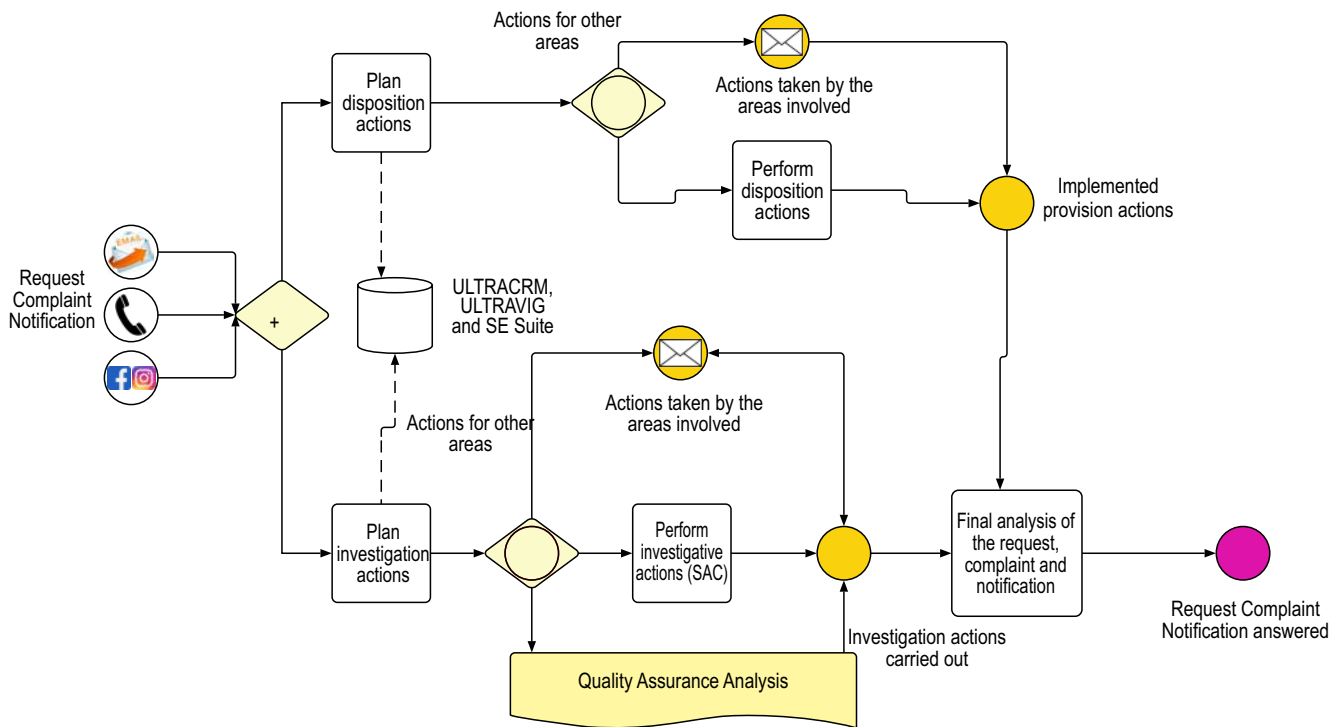 Actions for other
areas
Plan
disposition
actions
Actions taken by the
areas involved
Perform
disposition
actions
Implemented
provision actions
EMAIL
Request
Complaint
Notification
+
ULTRACRM,
ULTRAVIG
and SE Suite
Actions taken by the
areas involved
Actions for other
areas
Plan
investigation
actions
Perform
investigative
actions (SAC)
Final analysis of
the request,
complaint and
notification
Request Complaint
Notification answered
Investigation actions
carried out
Quality Assurance Analysis